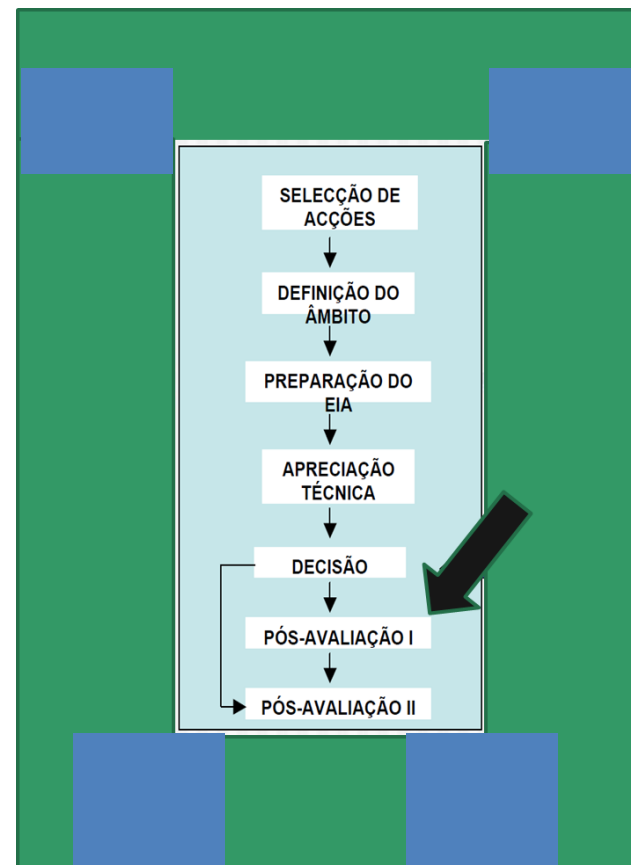 SELECÇÃO DE
ACÇÕES
DEFINIÇÃO DO
ÂMBITO
PREPARAÇÃO DO
EIA
APRECIAÇÃO
TÉCNICA
DECISÃO
PÓS-AVALIAÇÃO I
PÓS-AVALIAÇÃO II